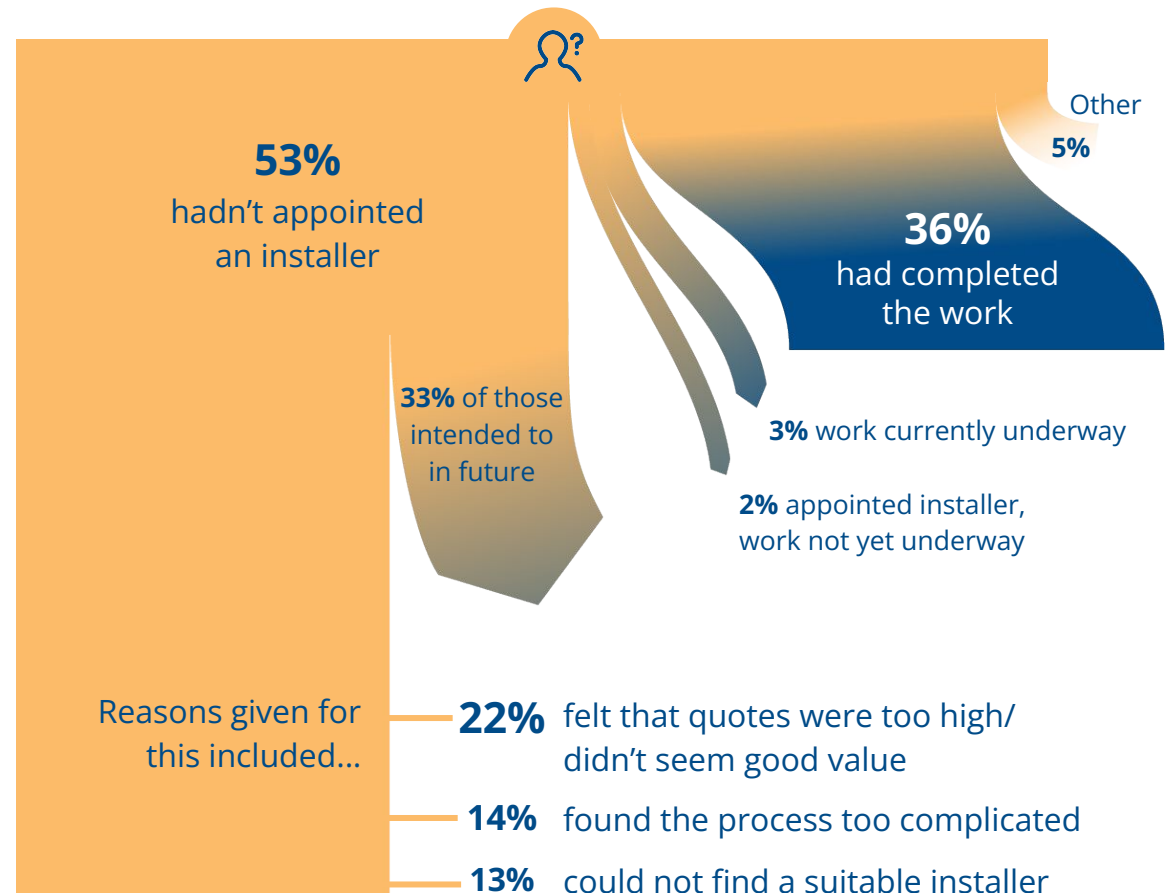 ?
53%
hadn’t appointed
an installer
Other
5%
36%
had completed
the work
33% of those
intended to
in future
3% work currently underway
2% appointed installer,
work not yet underway
Reasons given for
this included...
22% felt that quotes were too high/
didn’t seem good value
14% found the process too complicated
13% could not find a suitable installer